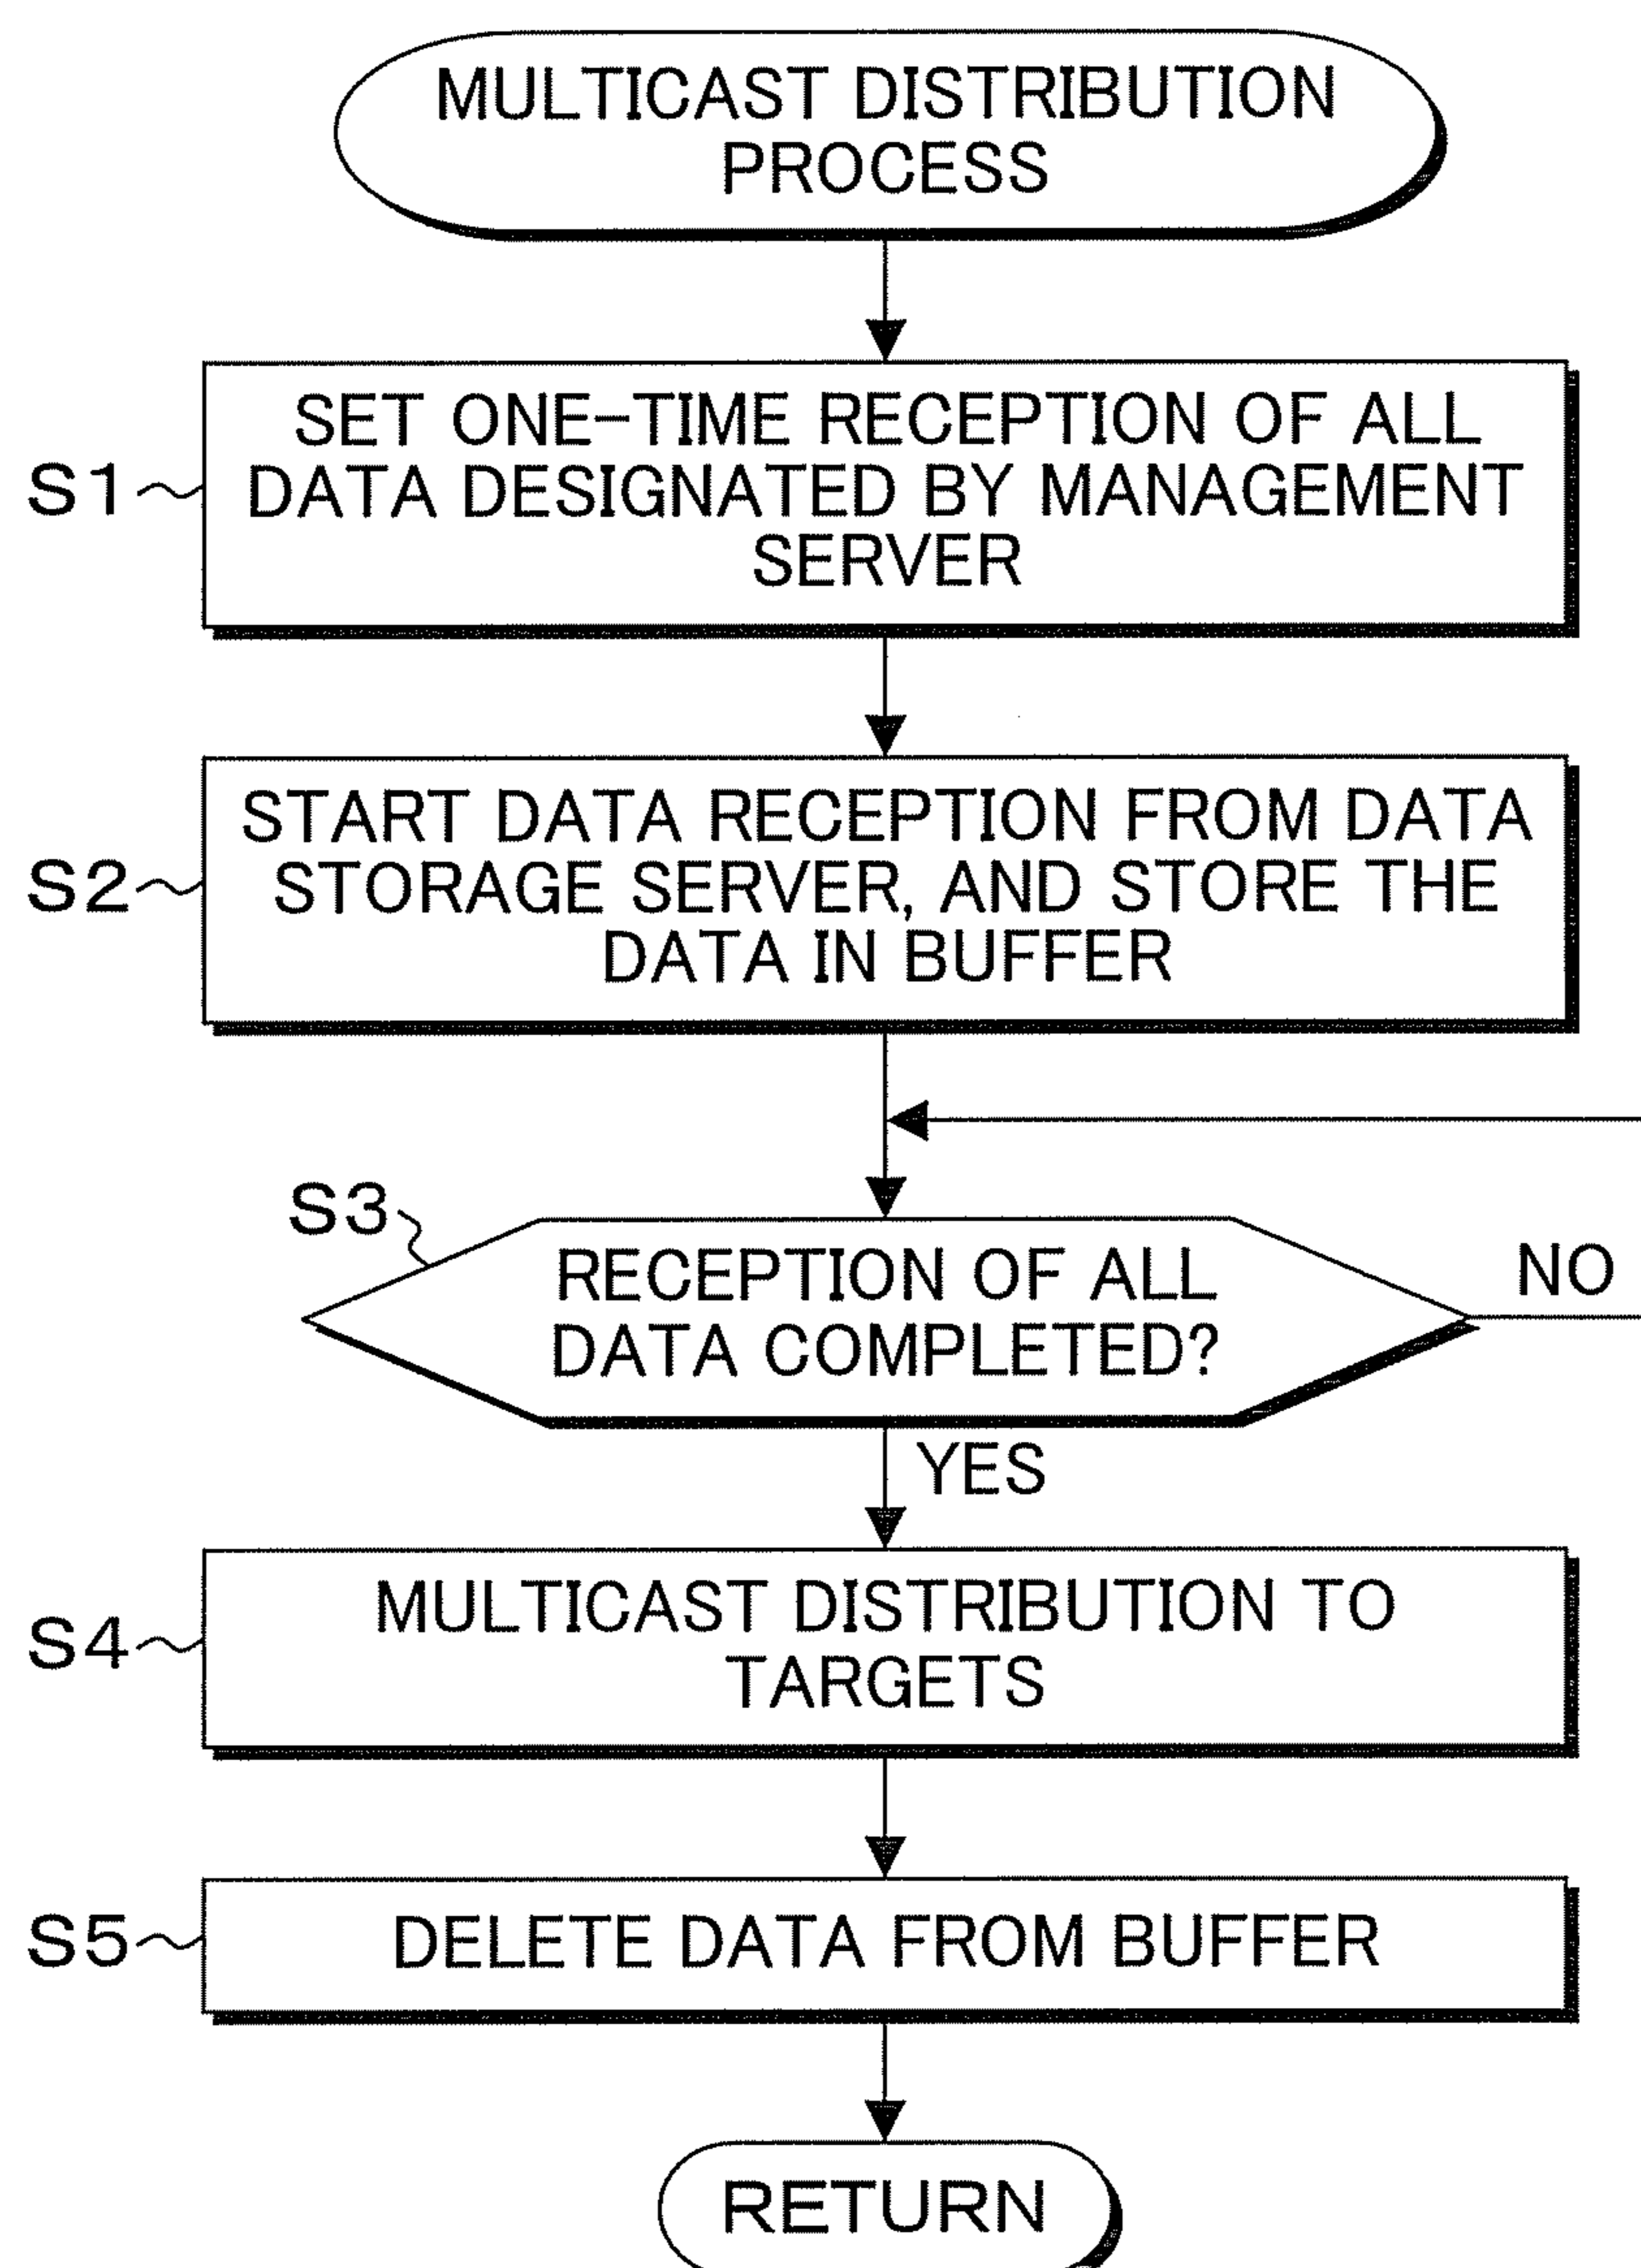 MULTICAST DISTRIBUTION
PROCESS
SET ONE-TIME RECEPTION OF ALL
S1
DATA DESIGNATED BY MANAGEMENT
SERVER
START DATA RECEPTION FROM DATA
S2
STORAGE SERVER, AND STORE THE
DATA IN BUFFER
S3
RECEPTION OF ALL
NO
DATA COMPLETED?
YES
MULTICAST DISTRIBUTION TO
S4
TARGETS
S5
DELETE DATA FROM BUFFER
RETURN